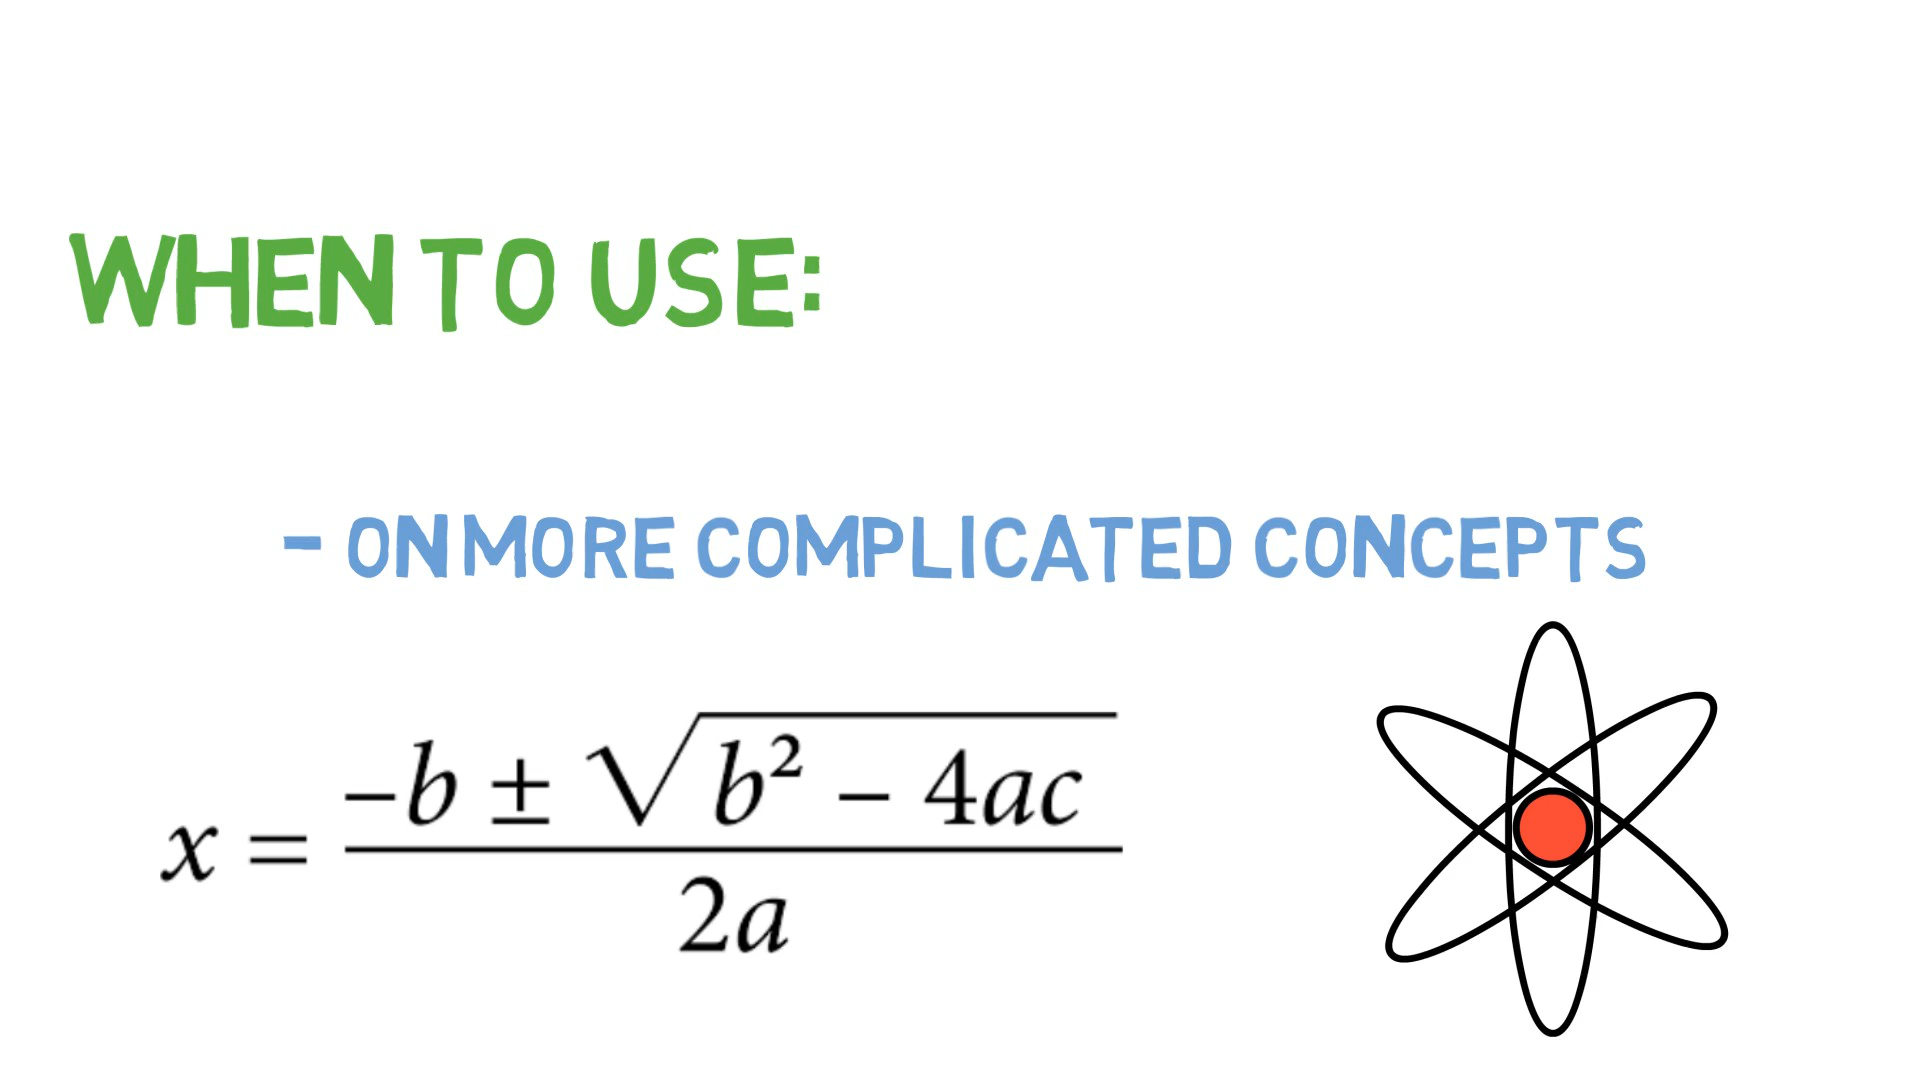 WHEN TO USE:
- ON MORE COMPLICATED CONCEPTS
x = –b ± √b² – 4ac / 2a